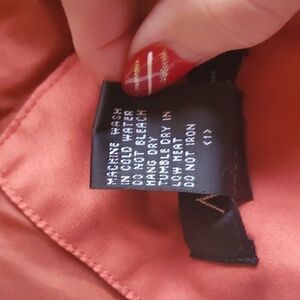 MACHINE WASH
IN COLD WATER
DO NOT BLEACH
HANG DRY
TUMBLE DRY IN
LOW HEAT
DO NOT IRON
<1>